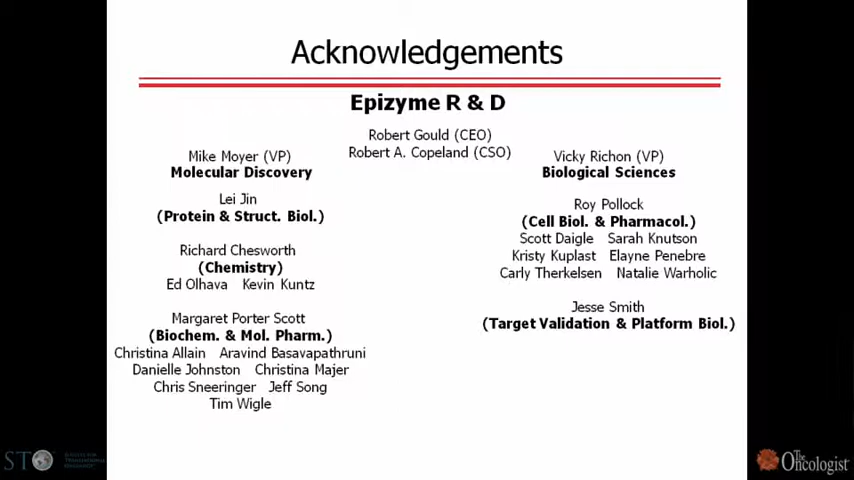 Acknowledgements
Epizyme R & D
Robert Gould (CEO)
Robert A. Copeland (CSO)
Mike Moyer (VP)
Molecular Discovery
Lei Jin
(Protein & Struct. Biol.)
Richard Chesworth
(Chemistry)
Ed Olhava Kevin Kuntz
Margaret Porter Scott
(Biochem. & Mol. Pharm.)
Christina Allain Aravind Basavapathruni
Danielle Johnston Christina Majer
Chris Sneeringer Jeff Song
Tim Wigle
Vicky Richon (VP)
Biological Sciences
Roy Pollock
(Cell Biol. & Pharmacol.)
Scott Daigle Sarah Knutson
Kristy Kuplast Elayne Penebre
Carly Therkelsen Natalie Warholic
Jesse Smith
(Target Validation & Platform Biol.)
The
Oncologist